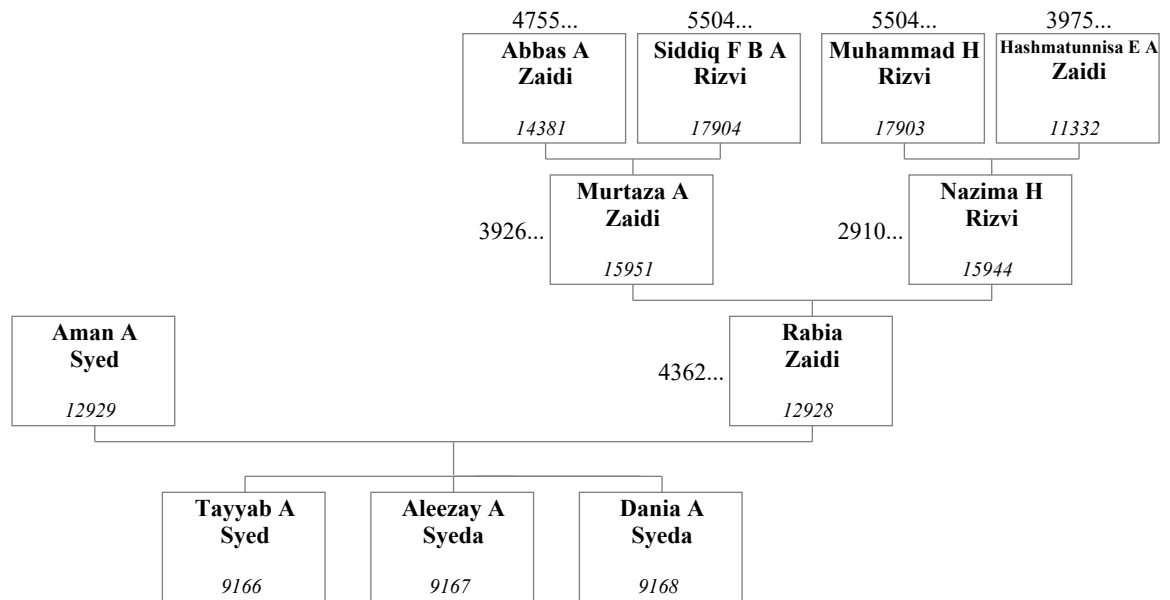 4755...
5504...
5504...
3975...
Abbas A
Zaidi
14381
Siddiq F B A
Rizvi
17904
Muhammad H
Rizvi
17903
Hashmatunnisa E A
Zaidi
11332
3926...
Murtaza A
Zaidi
15951
2910...
Nazima H
Rizvi
15944
Aman A
Syed
12929
4362...
Rabia
Zaidi
12928
Tayyab A
Syed
9166
Aleezay A
Syeda
9167
Dania A
Syeda
9168